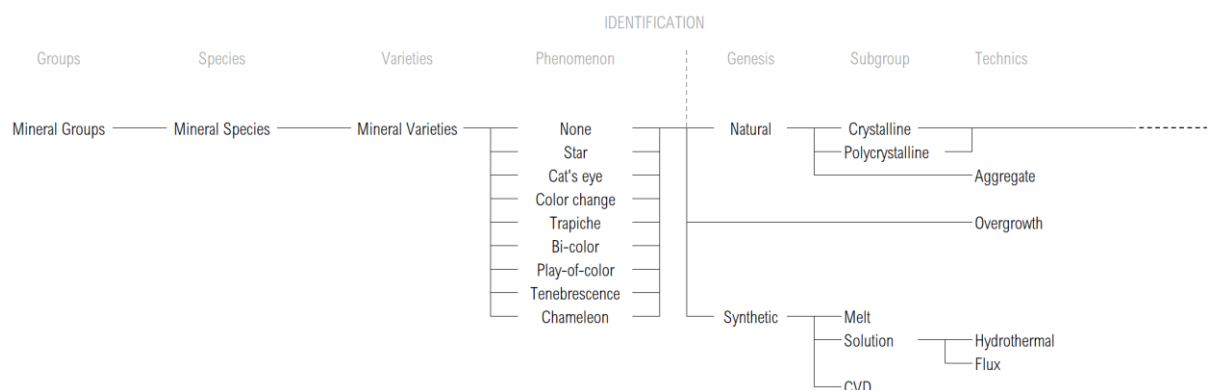 IDENTIFICATION
Groups Species Varieties Phenomenon Genesis Subgroup Technics
Mineral Groups Mineral Species Mineral Varieties None Natural Crystalline
Star Polycrystalline
Cat's eye Aggregate
Color change
Trapiche Overgrowth
Bi-color
Play-of-color
Tenebrescence
Chameleon Synthetic Melt
Solution Hydrothermal
Flux
CVD